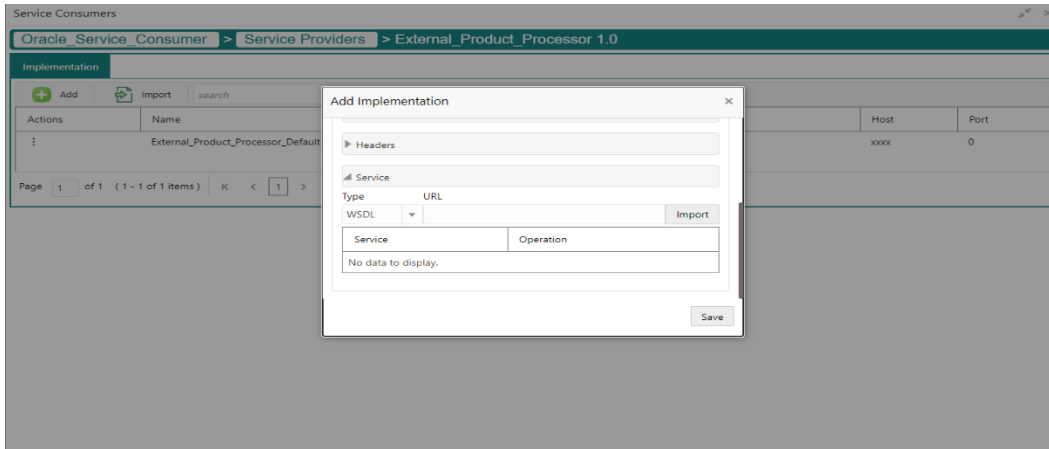 Service Consumers
Oracle_Service_Consumer > Service Providers > External_Product_Processor 1.0
Implementation
Add Import search
Actions Name Host Port
External_Product_Processor_Default xxxx 0
Page 1 of 1 (1 - 1 of 1 items) K < 1 >
Add Implementation ×
Headers
Service
Type URL
WSDL Import
Service Operation
No data to display.
Save